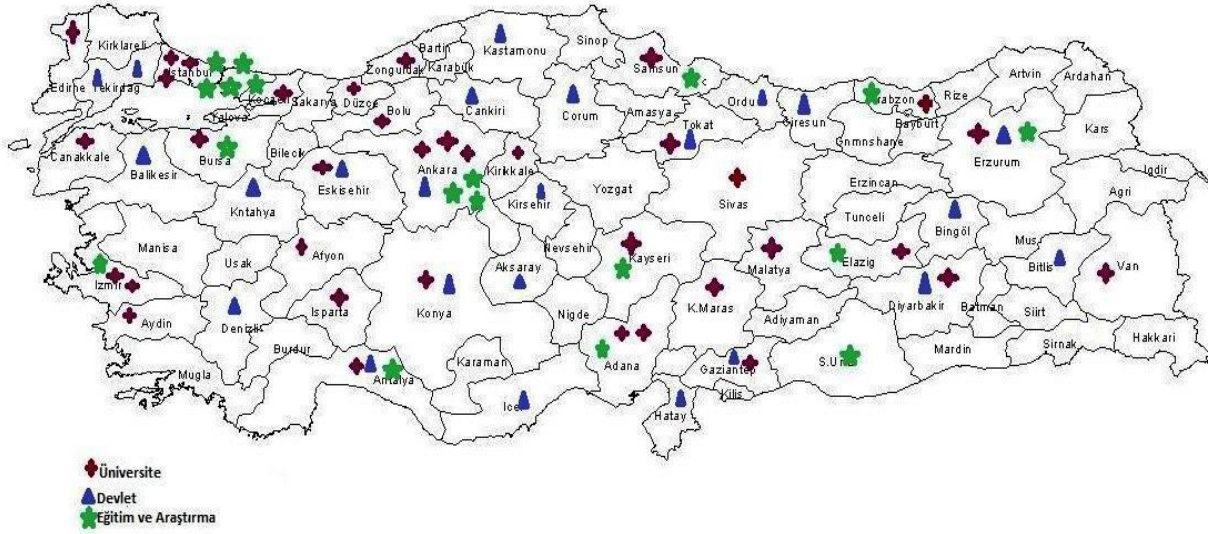 Kirklareli
Edirne
Tekirdag
Istanbul
Kocaeli
Yalova
Sakarya
Düzce
Zonguldak
Bartin
Karabük
Kastamonu
Sinop
Samsun
Bolu
Cankiri
Corum
Amasya
Tokat
Ordu
Giresun
Trabzon
Rize
Artvin
Ardahan
Bayburt
Gnmnshane
Kars
Erzurum
Igdir
Agri
Canakkale
Balikesir
Bursa
Bilecik
Eskisehir
Kntahya
Ankara
Kirikkale
Kirsehir
Yozgat
Sivas
Erzincan
Tunceli
Bingöl
Mus
Bitlis
Van
Manisa
Usak
Afyon
Izmir
Aydin
Denizli
Isparta
Burdur
Mugla
Antalya
Konya
Aksaray
Nevsehir
Kayseri
Nigde
Karaman
Icel
Adana
K.Maras
Malatya
Elazig
Adiyaman
Diyarbakir
Batman
Siirt
Sirnak
Hakkari
Mardin
Gaziantep
Kilis
Hatay
Üniversite
Devlet
Eğitim ve Araştırma